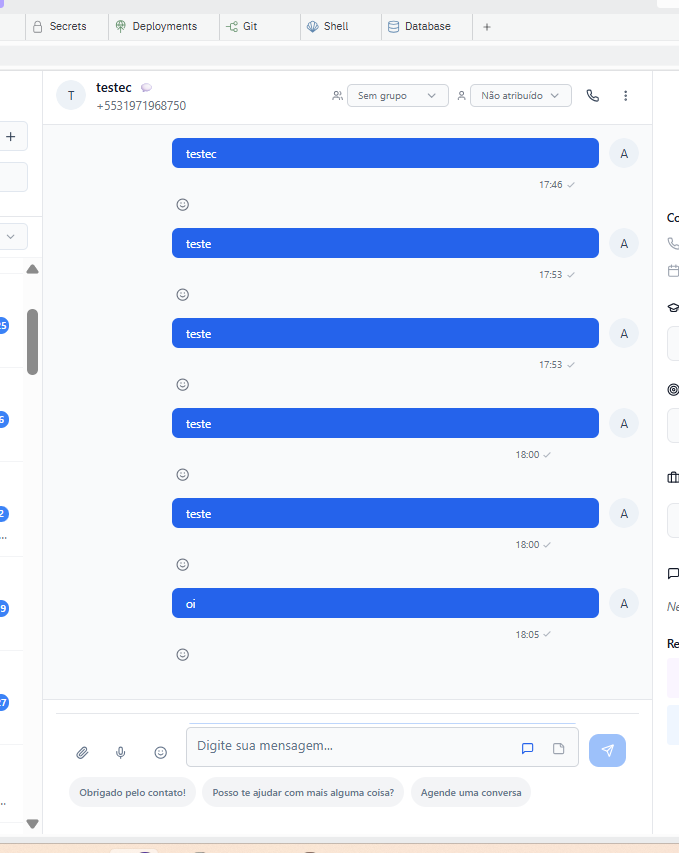 Secrets
Deployments
Git
Shell
Database
T
testec
+5531971968750
Sem grupo
Não atribuído
testec
A
17:46
teste
A
17:53
teste
A
17:53
teste
A
18:00
teste
A
18:00
oi
A
18:05
Digite sua mensagem...
Obrigado pelo contato!
Posso te ajudar com mais alguma coisa?
Agende uma conversa